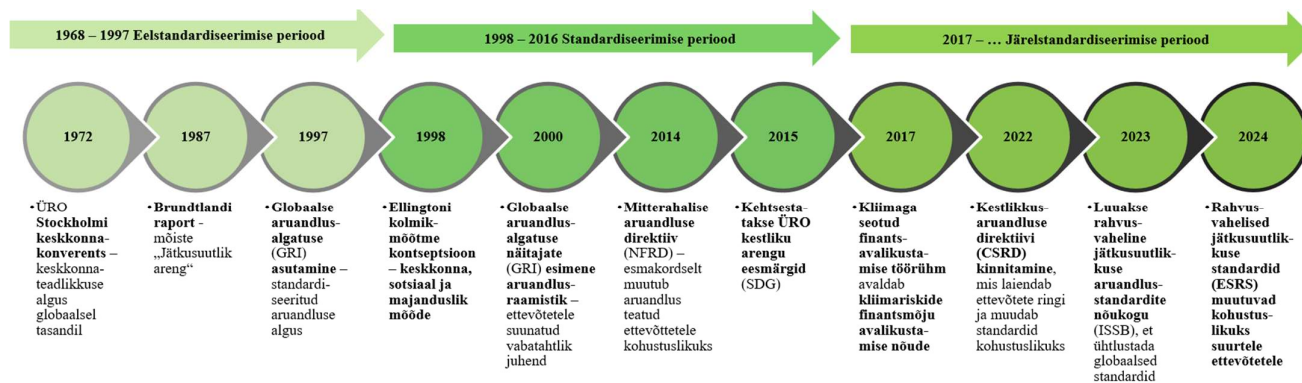 1968 – 1997 Eelstandardiseerimise periood
1998 – 2016 Standardiseerimise periood
2017 – ... Järelstandardiseerimise periood
1972
1987
1997
1998
2000
2014
2015
2017
2022
2023
2024
• ÜRO
Stockholmi
keskkonna-
konverents –
keskkonna-
teadlikkuse
algus
globaalsel
tasandil
• Brundtlandi
raport -
mõiste
„Jätkusuutlik
areng“
• Globaalse
aruandlus-
algatuse
(GRI)
asutamine –
standardi-
seeritud
aruandluse
algus
• Ellingtoni
kolmik-
mõõtme
kontseptsioon
– keskkonna,
sotsiaal ja
majanduslik
mõõde
• Globaalse
aruandlus-
algatuse
näitajate
(GRI) esimene
aruandlus-
raamistik –
ettevõtetele
suunatud
vabatahtlik
juhend
• Mitterahalise
aruandluse
direktiiv
(NFRD) –
esmakordselt
muutub
aruandlus
teatud
ettevõttetele
kohustuslikuks
• Kehtsesta-
takse ÜRO
kestliku
arengu
eesmärgid
(SDG)
• Kliimaga
seotud
finants-
avalikusta-
mise töörühm
avaldab
kliimariskide
finantsmõju
avalikusta-
mise nõude
• Kestlikkus-
aruandluse
direktiivi
(CSRD)
kinnitamine,
mis laiendab
ettevõtete ringi
ja muudab
standardid
kohustuslikuks
• Luuakse
rahvus-
vaheline
jätkusuutlik-
kuse
aruandlus-
standardite
nõukogu
(ISSB), et
ühtlustada
globaalsed
standardid
• Rahvus-
vahelised
jätkusuutlik-
kuse
standardid
(ESRS)
muutuvad
kohustus-
likuks
suurtele
ettevõtetele